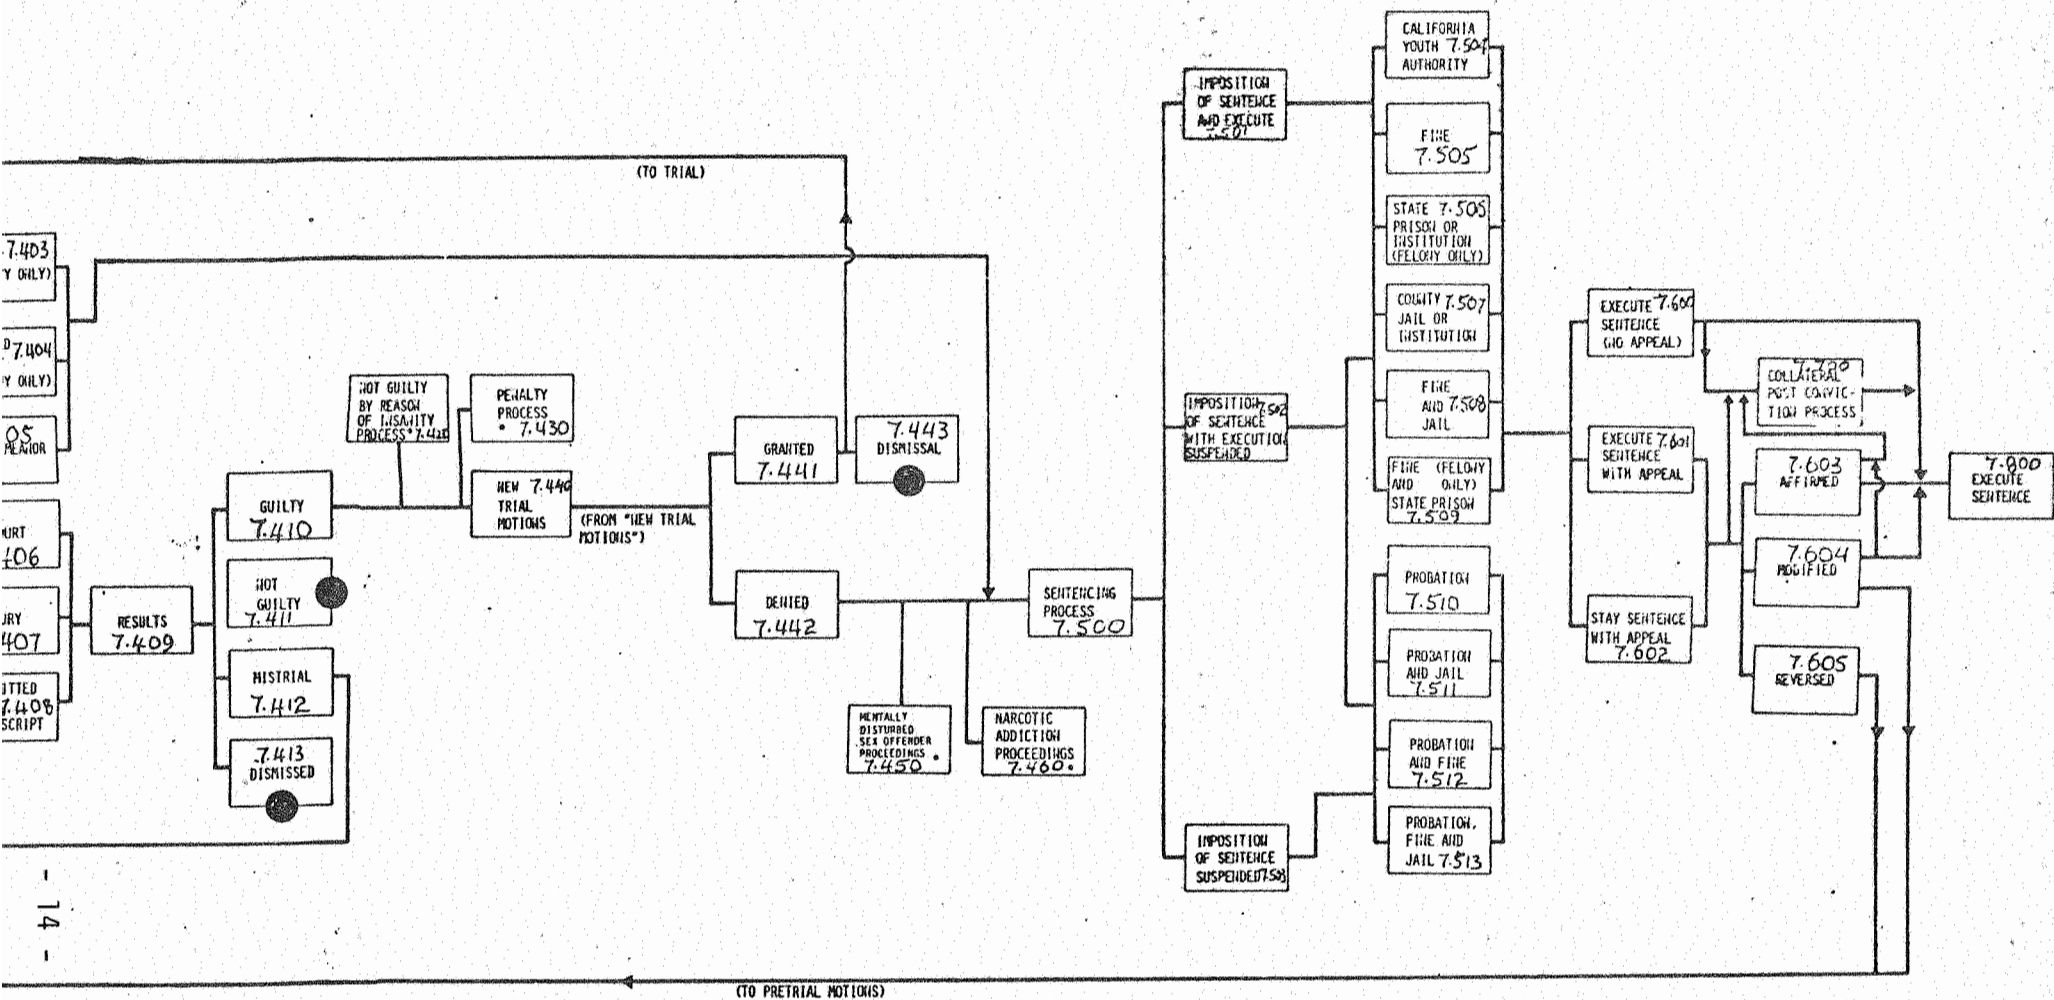 CALIFORNIA
YOUTH 7.504
AUTHORITY
IMPOSITION
OF SENTENCE
AND EXECUTE
7.501
FINE
7.505
(TO TRIAL)
STATE 7.506
PRISON OR
INSTITUTION
(FELONY ONLY)
7.403
Y ONLY)
COUNTY 7.507
JAIL OR
INSTITUTION
EXECUTE 7.600
SENTENCE
(NO APPEAL)
D 7.404
Y ONLY)
NOT GUILTY
BY REASON
OF INSANITY
PROCESS * 7.420
PENALTY
PROCESS
* 7.430
FINE
AND 7.508
JAIL
7.700
COLLATERAL
POST CONVIC-
TION PROCESS
IMPOSITION 7.502
OF SENTENCE
WITH EXECUTION
SUSPENDED
05
MEANOR
GRANTED
7.441
7.443
DISMISSAL
EXECUTE 7.601
SENTENCE
WITH APPEAL
FINE (FELONY
AND ONLY)
STATE PRISON
7.509
7.603
AFFIRMED
7.800
EXECUTE
SENTENCE
GUILTY
7.410
NEW 7.440
TRIAL
MOTIONS
(FROM "NEW TRIAL
MOTIONS")
URT
406
7.604
MODIFIED
PROBATION
7.510
NOT
GUILTY
7.411
DENIED
7.442
SENTENCING
PROCESS
7.500
URY
407
RESULTS
7.409
STAY SENTENCE
WITH APPEAL
7.602
PROBATION
AND JAIL
7.511
7.605
REVERSED
MISTRIAL
7.412
ITTED
7.408
SCRIPT
MENTALLY
DISTURBED
SEX OFFENDER
PROCEEDINGS *
7.450
NARCOTIC
ADDICTION
PROCEEDINGS
7.460 *
PROBATION
AND FINE
7.512
7.413
DISMISSED
IMPOSITION
OF SENTENCE
SUSPENDED 7.503
PROBATION,
FINE AND
JAIL 7.513
- 14 -
(TO PRETRIAL MOTIONS)